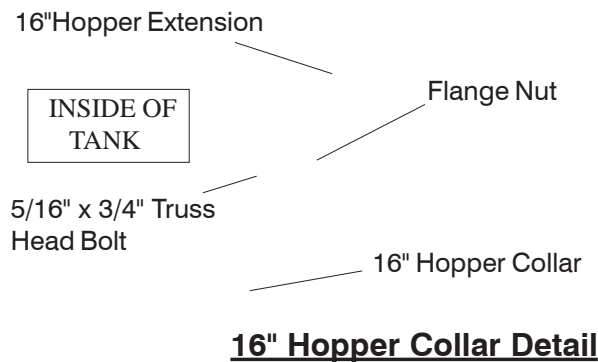 16"Hopper Extension
Flange Nut
INSIDE OF
TANK
5/16" x 3/4" Truss
Head Bolt
16" Hopper Collar
16" Hopper Collar Detail